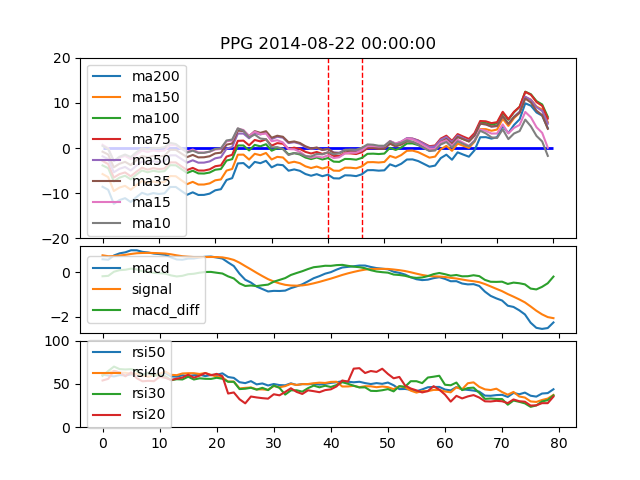 PPG 2014-08-22 00:00:00
20
10
0
−10
−20
ma200
ma150
ma100
ma75
ma50
ma35
ma15
ma10
0
−2
macd
signal
macd_diff
100
50
0
rsi50
rsi40
rsi30
rsi20
0 10 20 30 40 50 60 70 80